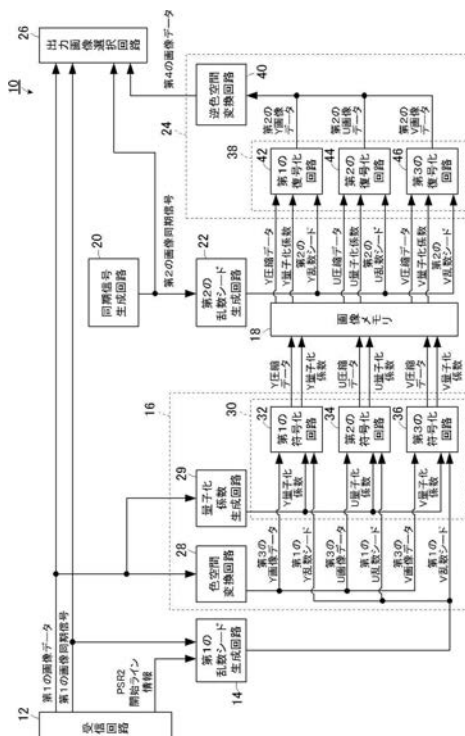 10
12
受信回路
第1の画像データ
第1の画像同期信号
PSR2
開始ライン
情報
14
第1の
乱数シード
生成回路
16
28
色空間
変換回路
29
量子化
係数
生成回路
第3の
Y画像データ
第1の
Y乱数シード
第3の
U画像データ
第1の
U乱数シード
第3の
V画像データ
第1の
V乱数シード
Y量子化係数
U量子化係数
V量子化係数
30
32
第1の
符号化
回路
34
第2の
符号化
回路
36
第3の
符号化
回路
Y圧縮
データ
Y量子化
係数
U圧縮
データ
U量子化
係数
V圧縮
データ
V量子化
係数
18
画像メモリ
20
同期信号
生成回路
第2の画像同期信号
22
第2の
乱数シード
生成回路
Y圧縮データ
Y量子化係数
第2の
Y乱数シード
U圧縮データ
U量子化係数
第2の
U乱数シード
V圧縮データ
V量子化係数
第2の
V乱数シード
24
38
42
第1の
復号化
回路
44
第2の
復号化
回路
46
第3の
復号化
回路
第2の
Y画像
データ
第2の
U画像
データ
第2の
V画像
データ
40
逆色空間
変換回路
第4の画像データ
26
出力画像
選択回路